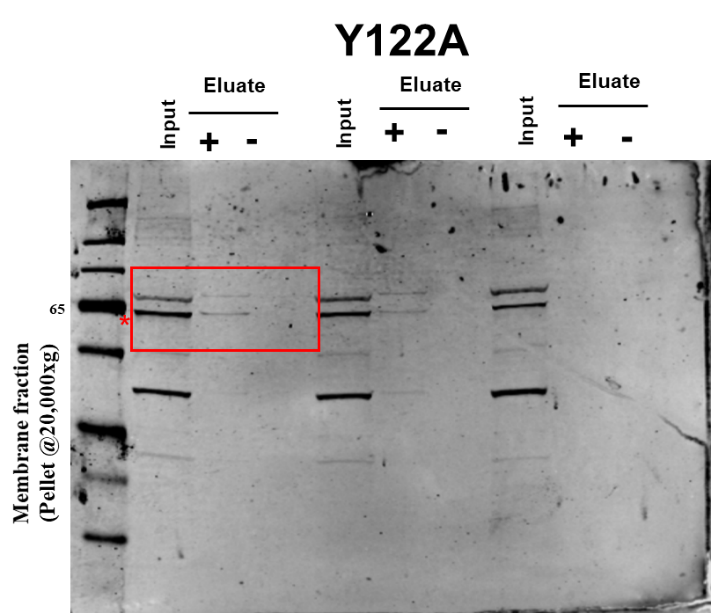 Y122A
Eluate
Eluate
Eluate
Input
+
-
Input
+
-
Input
+
-
65
*
Membrane fraction
(Pellet @20,000xg)